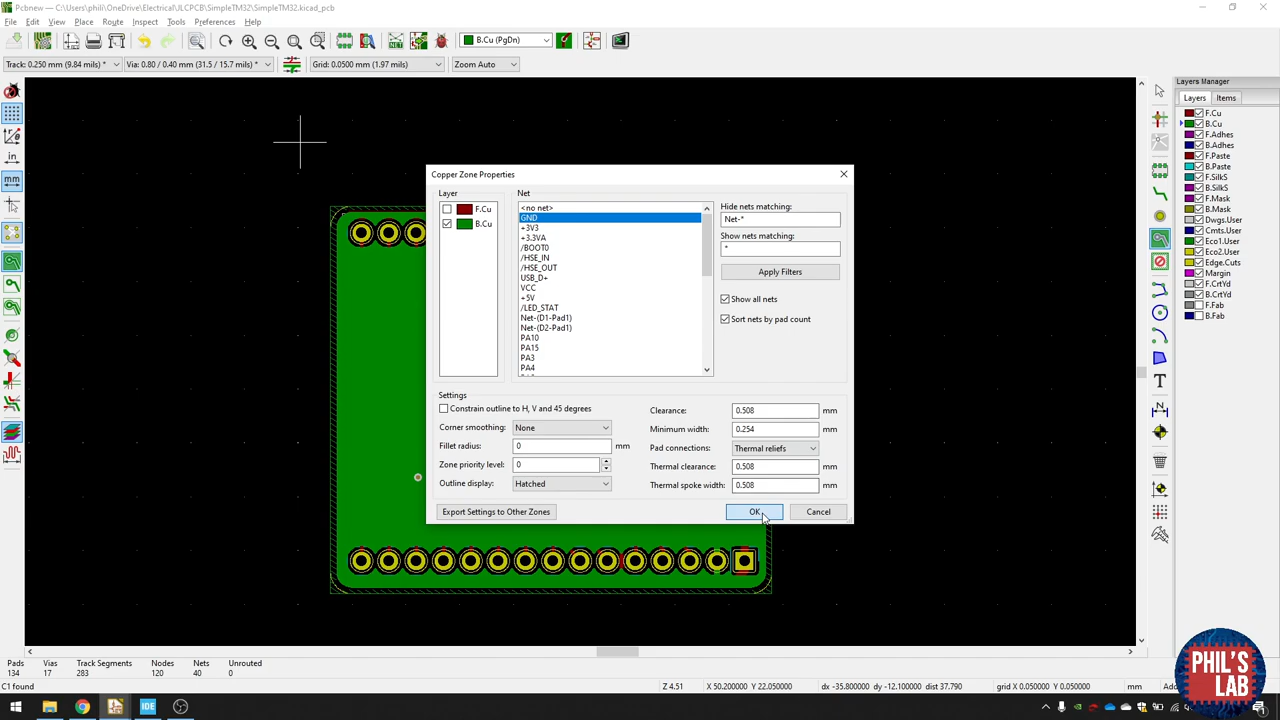 Pcbnew — C:\Users\phili\OneDrive\Electrical\ULCPCB\SimpleTM32\SimpleTM32.kicad_pcb
File Edit View Place Route Inspect Tools Preferences Help
B.Cu (PgDn)
Track: 0.250 mm (9.84 mils) * Via: 0.80 / 0.40 mm (31.5 / 15.7 mils) * Grid: 0.0500 mm (1.97 mils) Zoom Auto
in
mm
Copper Zone Properties
Layer
F.Cu
B.Cu
Net
<no net>
GND
+3V3
+3.3VA
/BOOT0
/HSE_IN
/HSE_OUT
USB_D+
VCC
+5V
/LED_STAT
Net-(D1-Pad1)
Net-(D2-Pad1)
PA10
PA15
PA3
PA4
Hide nets matching:
Net-*
Show nets matching:
*
Apply Filters
Show all nets
Sort nets by pad count
Settings
Constrain outline to H, V and 45 degrees
Corner smoothing: None
Fillet radius: 0 mm
Zone priority level: 0
Outline display: Hatched
Clearance: 0.508 mm
Minimum width: 0.254 mm
Pad connections: Thermal reliefs
Thermal clearance: 0.508 mm
Thermal spoke width: 0.508 mm
Export Settings to Other Zones
OK
Cancel
Layers Manager
Layers Items
F.Cu
B.Cu
F.Adhes
B.Adhes
F.Paste
B.Paste
F.SilkS
B.SilkS
F.Mask
B.Mask
Dwgs.User
Cmts.User
Eco1.User
Eco2.User
Edge.Cuts
Margin
F.CrtYd
B.CrtYd
F.Fab
B.Fab
Pads Vias Track Segments Nodes Nets Unrouted
134 17 283 120 40 0
C1 found
Z 4.51 X 50.200000 Y 22.050000 dx -35.800000 dy -12.100000 dist 37.790 grid X 0.050000 Y 0.050000 mm
IDE
PHIL'S
LAB